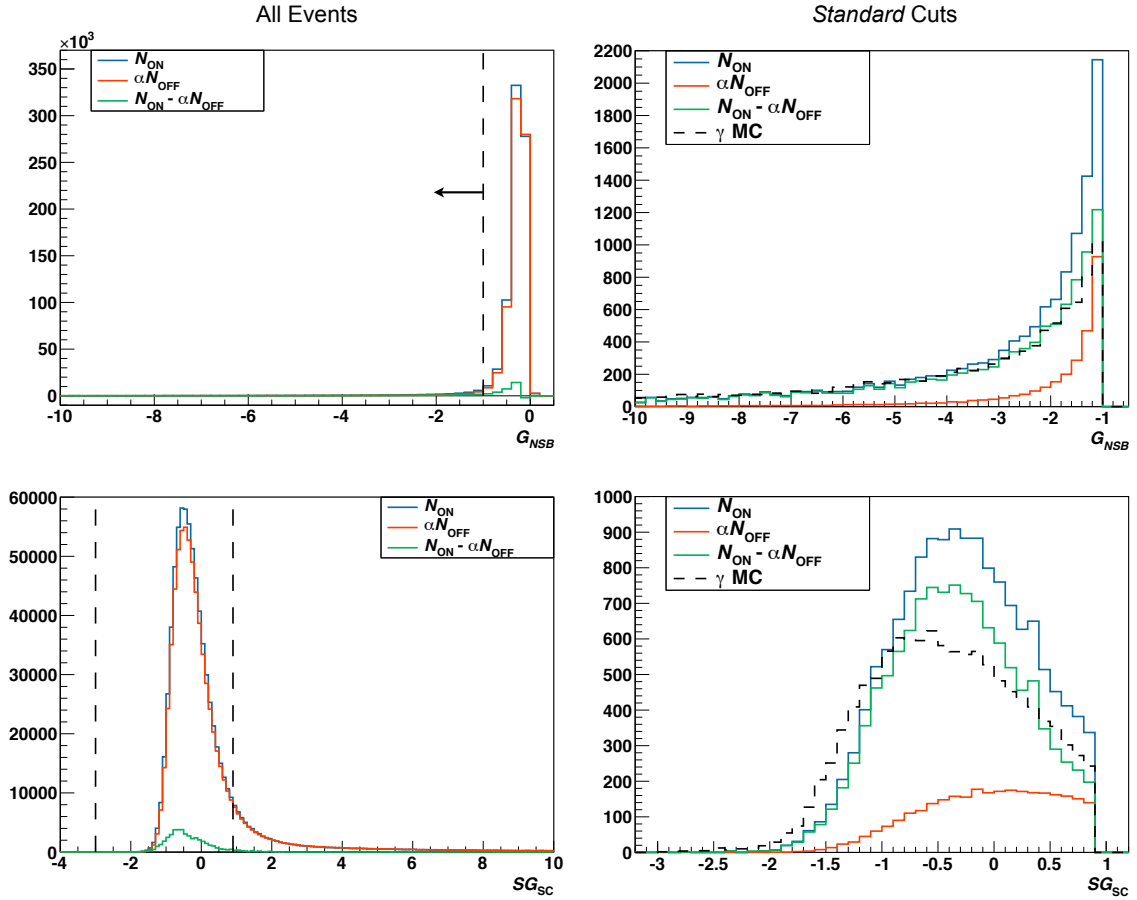 All Events
Standard Cuts
×10³
N_ON
αN_OFF
N_ON - αN_OFF
350
300
250
200
150
100
50
0
-10 -8 -6 -4 -2 0
G_NSB
N_ON
αN_OFF
N_ON - αN_OFF
γ MC
2200
2000
1800
1600
1400
1200
1000
800
600
400
200
0
-10 -9 -8 -7 -6 -5 -4 -3 -2 -1
G_NSB
N_ON
αN_OFF
N_ON - αN_OFF
60000
50000
40000
30000
20000
10000
0
-4 -2 0 2 4 6 8 10
SG_SC
N_ON
αN_OFF
N_ON - αN_OFF
γ MC
1000
900
800
700
600
500
400
300
200
100
0
-3 -2.5 -2 -1.5 -1 -0.5 0 0.5 1
SG_SC